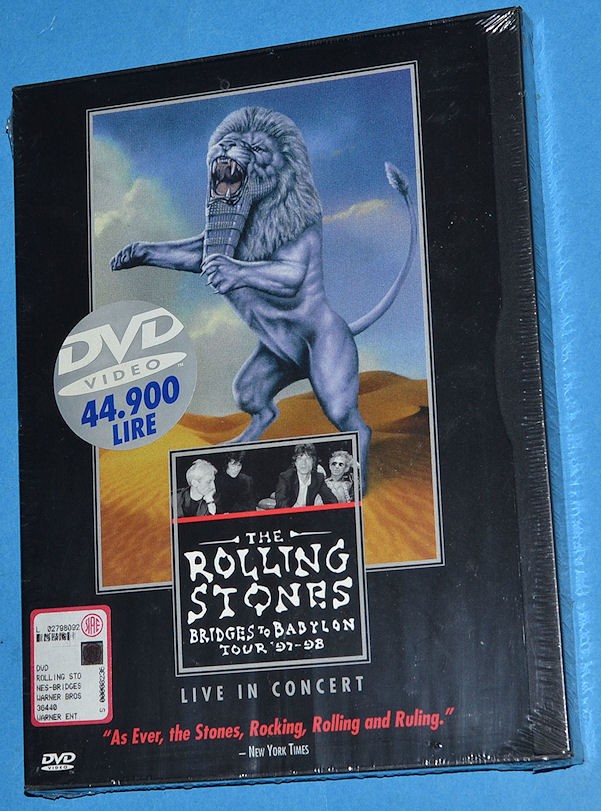 DVD
VIDEO
44.900
LIRE
THE
ROLLING
STONES
BRIDGES TO BABYLON
TOUR '97-98
LIVE IN CONCERT
L 02798092
DVD
ROLLING STO
NES-BRIDGES
WARNER BROS
36440
WARNER ENT.
"As Ever, the Stones, Rocking, Rolling and Ruling."
– NEW YORK TIMES
DVD
VIDEO